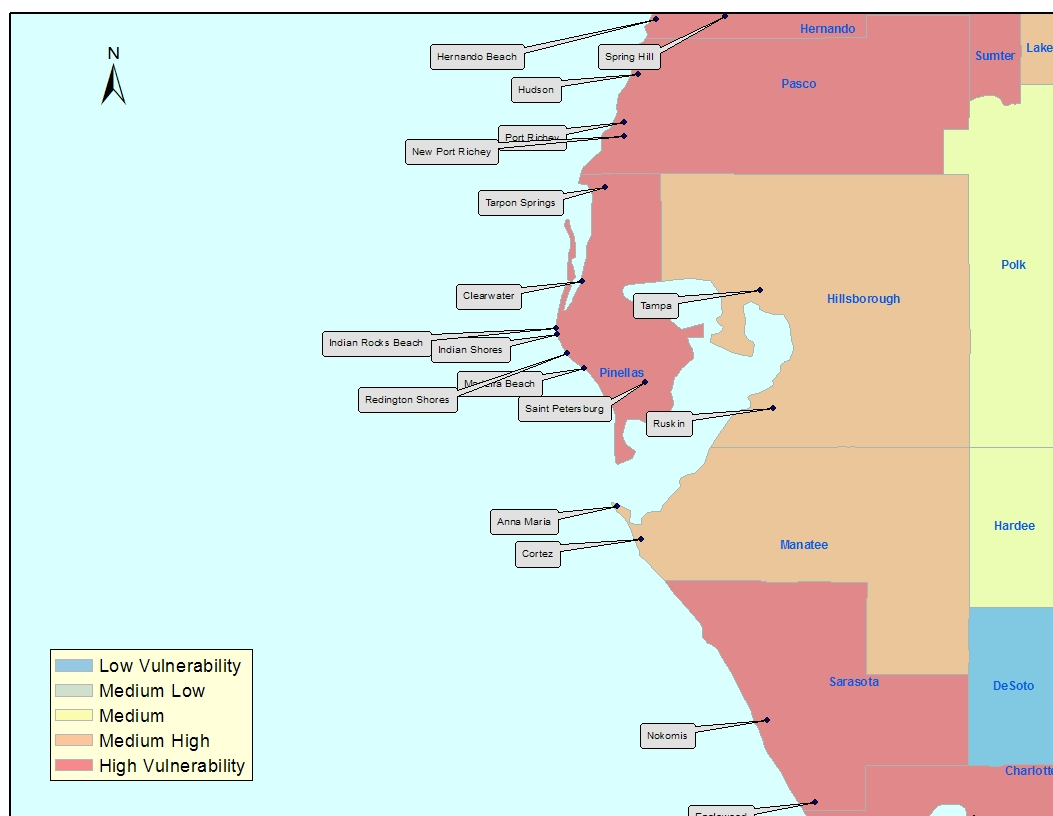 N
Hernando
Lake
Sumter
Hernando Beach
Spring Hill
Pasco
Hudson
Port Richey
New Port Richey
Tarpon Springs
Polk
Clearwater
Tampa
Hillsborough
Indian Rocks Beach
Indian Shores
Pinellas
Beach
Redington Shores
Saint Petersburg
Ruskin
Anna Maria
Hardee
Cortez
Manatee
Low Vulnerability
Medium Low
Medium
Medium High
High Vulnerability
Sarasota
DeSoto
Nokomis
Charlotte